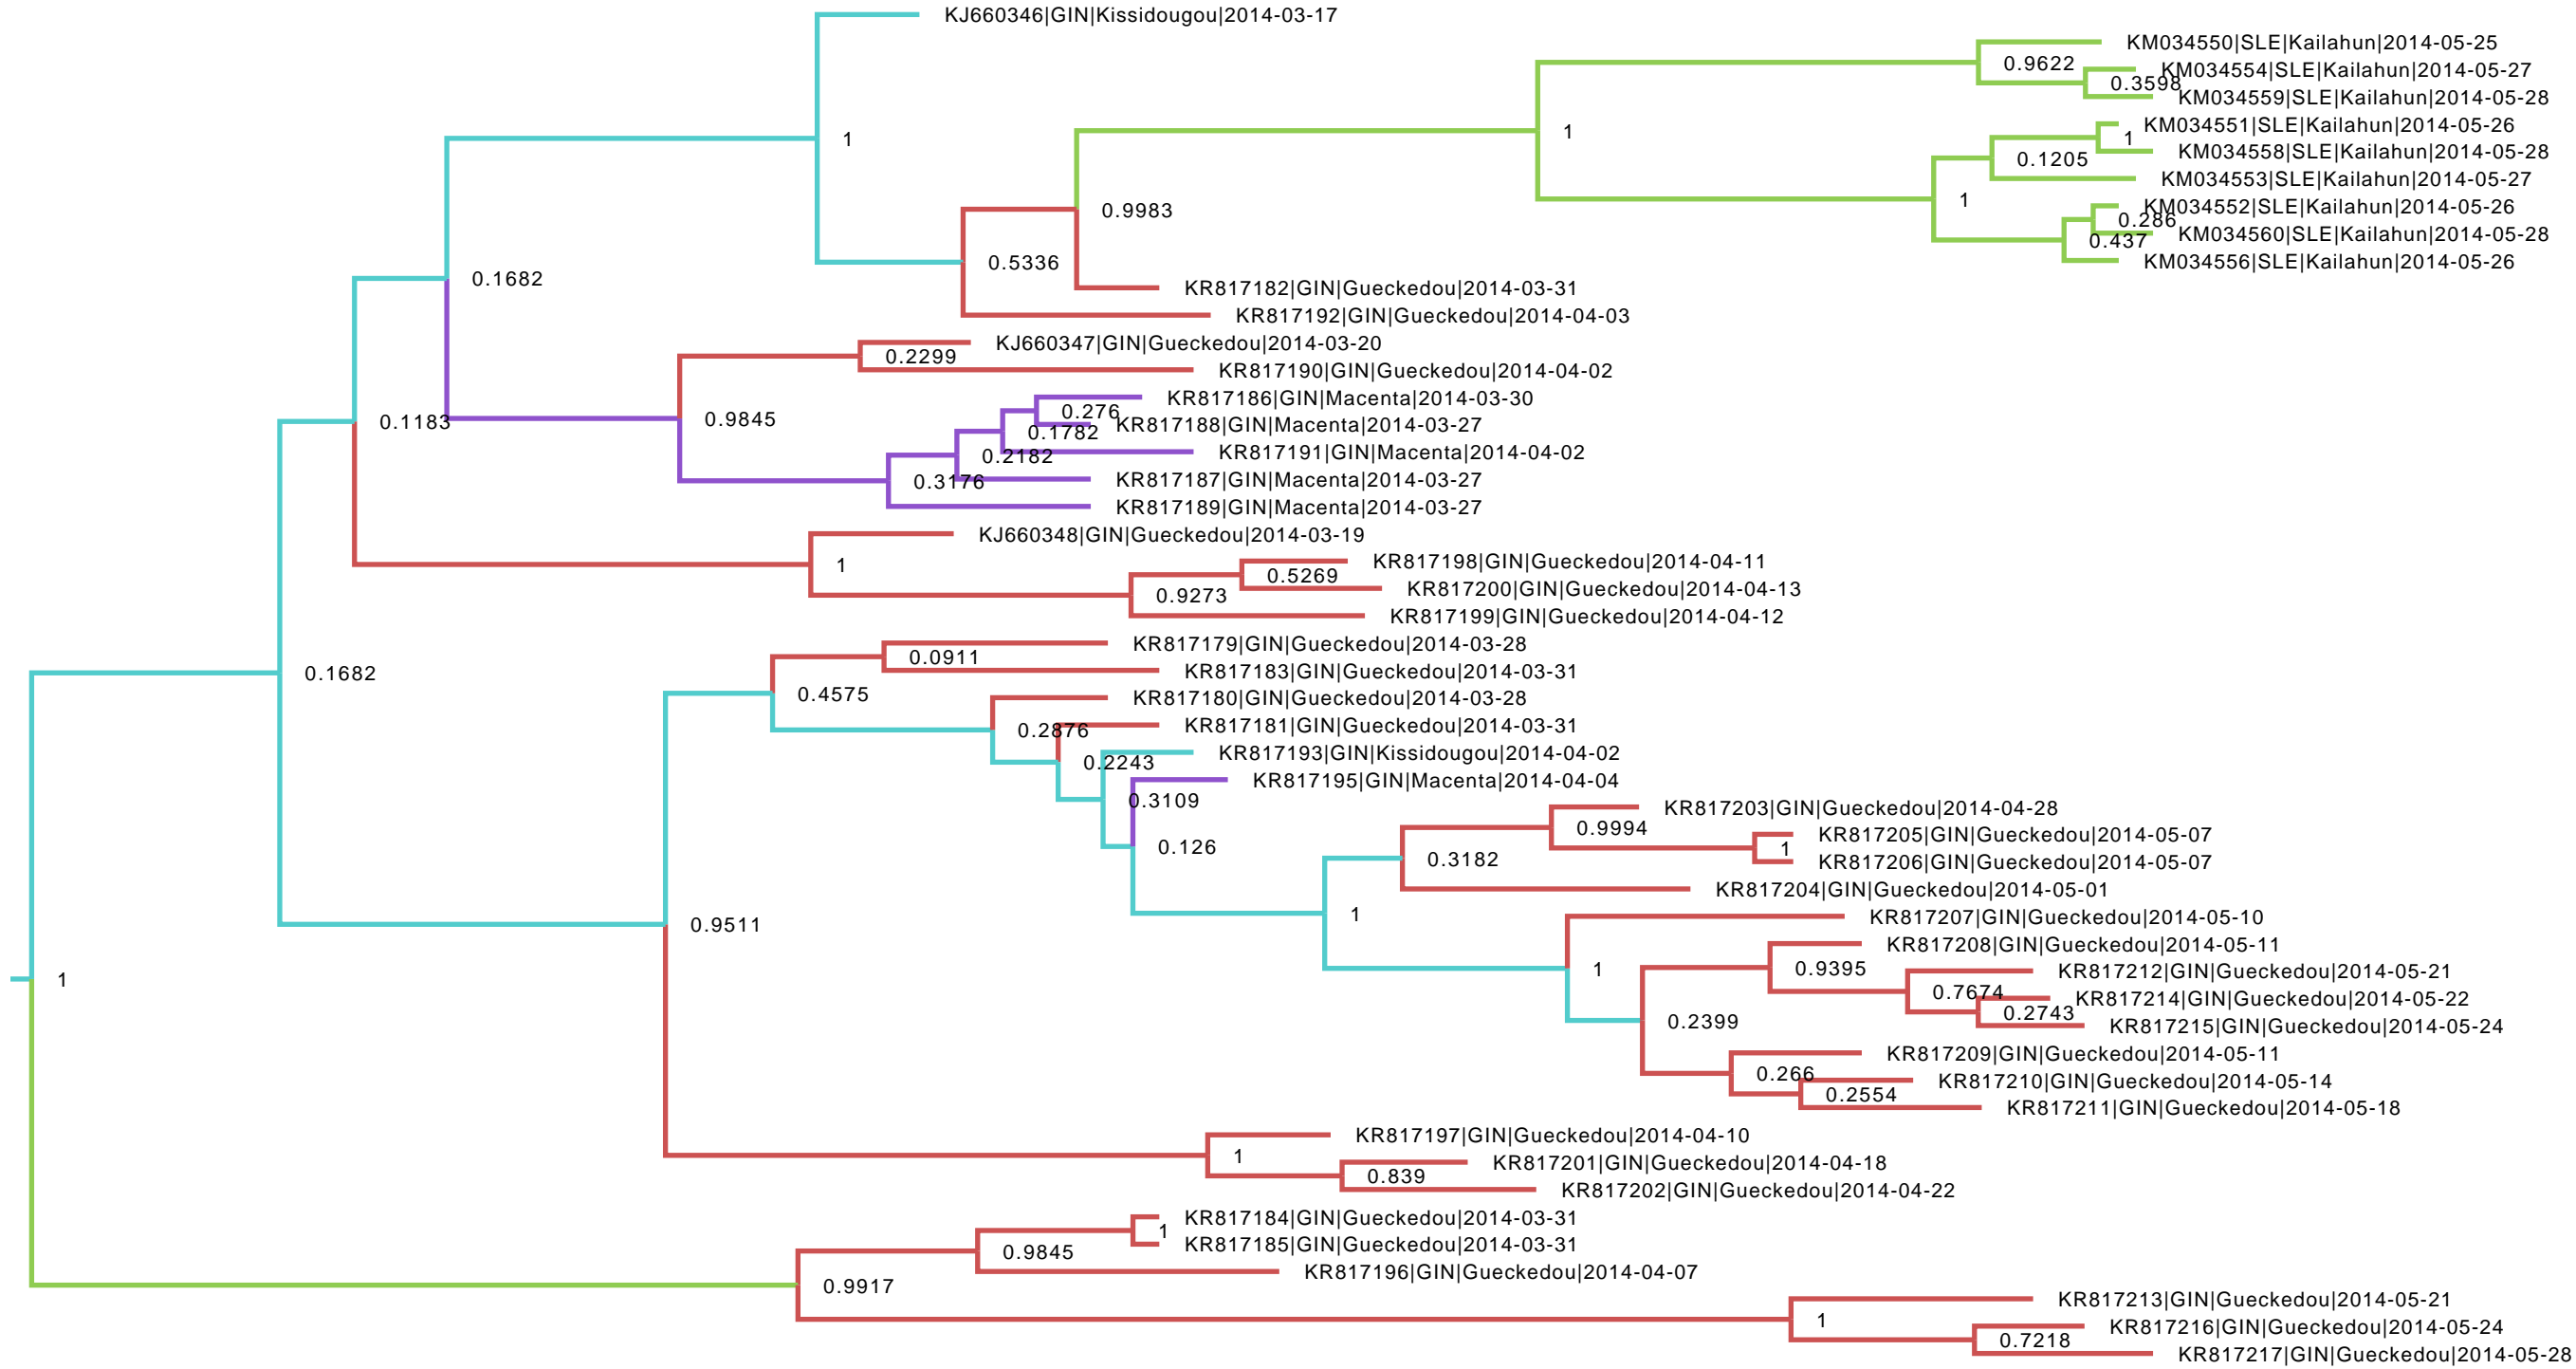 KJ660346|GIN|Kissidougou|2014-03-17
KM034550|SLE|Kailahun|2014-05-25
0.9622
KM034554|SLE|Kailahun|2014-05-27
0.3598
KM034559|SLE|Kailahun|2014-05-28
1
KM034551|SLE|Kailahun|2014-05-26
1
1
KM034558|SLE|Kailahun|2014-05-28
0.1205
KM034553|SLE|Kailahun|2014-05-27
1
KM034552|SLE|Kailahun|2014-05-26
0.9983
0.286
KM034560|SLE|Kailahun|2014-05-28
0.437
KM034556|SLE|Kailahun|2014-05-26
0.5336
0.1682
KR817182|GIN|Gueckedou|2014-03-31
KR817192|GIN|Gueckedou|2014-04-03
KJ660347|GIN|Gueckedou|2014-03-20
0.2299
KR817190|GIN|Gueckedou|2014-04-02
KR817186|GIN|Macenta|2014-03-30
0.276
0.1183
0.9845
KR817188|GIN|Macenta|2014-03-27
0.1782
KR817191|GIN|Macenta|2014-04-02
0.2182
KR817187|GIN|Macenta|2014-03-27
0.3176
KR817189|GIN|Macenta|2014-03-27
KJ660348|GIN|Gueckedou|2014-03-19
1
KR817198|GIN|Gueckedou|2014-04-11
0.5269
KR817200|GIN|Gueckedou|2014-04-13
0.9273
KR817199|GIN|Gueckedou|2014-04-12
KR817179|GIN|Gueckedou|2014-03-28
0.0911
0.1682
KR817183|GIN|Gueckedou|2014-03-31
0.4575
KR817180|GIN|Gueckedou|2014-03-28
0.2876
KR817181|GIN|Gueckedou|2014-03-31
KR817193|GIN|Kissidougou|2014-04-02
0.2243
KR817195|GIN|Macenta|2014-04-04
0.3109
KR817203|GIN|Gueckedou|2014-04-28
0.9994
KR817205|GIN|Gueckedou|2014-05-07
0.126
1
0.3182
KR817206|GIN|Gueckedou|2014-05-07
KR817204|GIN|Gueckedou|2014-05-01
1
KR817207|GIN|Gueckedou|2014-05-10
0.9511
KR817208|GIN|Gueckedou|2014-05-11
1
0.9395
KR817212|GIN|Gueckedou|2014-05-21
1
0.7674
KR817214|GIN|Gueckedou|2014-05-22
0.2743
0.2399
KR817215|GIN|Gueckedou|2014-05-24
KR817209|GIN|Gueckedou|2014-05-11
0.266
KR817210|GIN|Gueckedou|2014-05-14
0.2554
KR817211|GIN|Gueckedou|2014-05-18
KR817197|GIN|Gueckedou|2014-04-10
1
KR817201|GIN|Gueckedou|2014-04-18
0.839
KR817202|GIN|Gueckedou|2014-04-22
KR817184|GIN|Gueckedou|2014-03-31
1
KR817185|GIN|Gueckedou|2014-03-31
0.9845
KR817196|GIN|Gueckedou|2014-04-07
0.9917
KR817213|GIN|Gueckedou|2014-05-21
1
KR817216|GIN|Gueckedou|2014-05-24
0.7218
KR817217|GIN|Gueckedou|2014-05-28